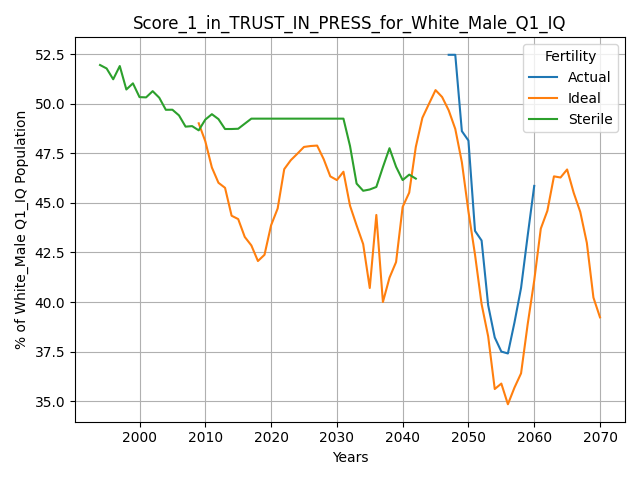 Score_1_in_TRUST_IN_PRESS_for_White_Male_Q1_IQ
Fertility
Actual
Ideal
Sterile
% of White_Male Q1_IQ Population
52.5
50.0
47.5
45.0
42.5
40.0
37.5
35.0
2000
2010
2020
2030
2040
2050
2060
2070
Years